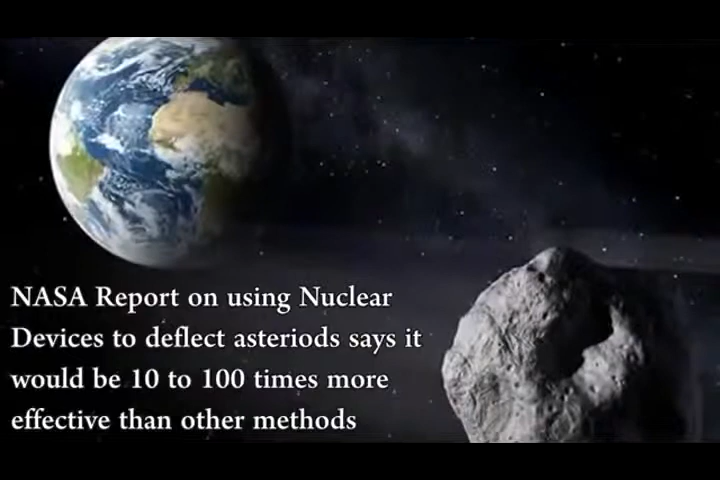 NASA Report on using Nuclear
Devices to deflect asteriods says it
would be 10 to 100 times more
effective than other methods